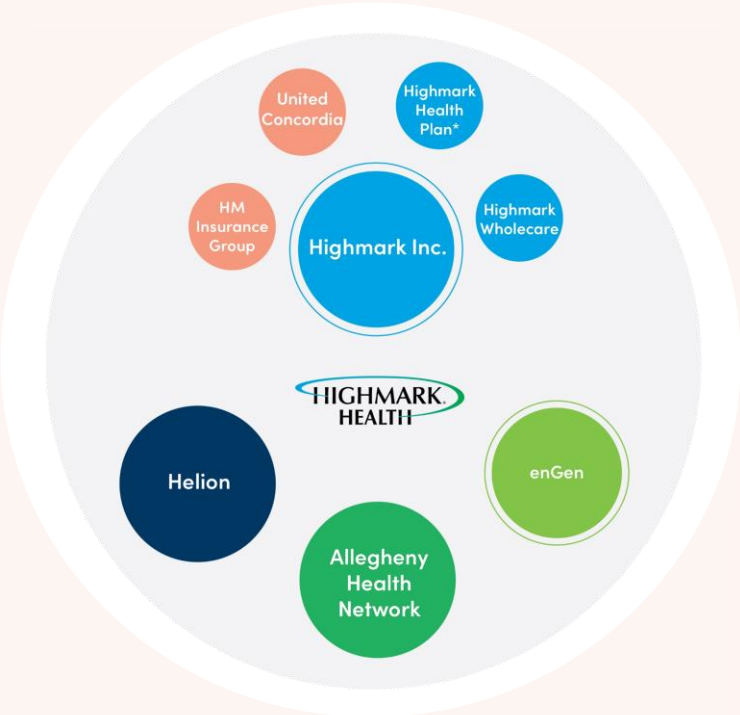 United
Concordia
Highmark
Health
Plan*
HM
Insurance
Group
Highmark Inc.
Highmark
Wholecare
HIGHMARK.
HEALTH
Helion
enGen
Allegheny
Health
Network